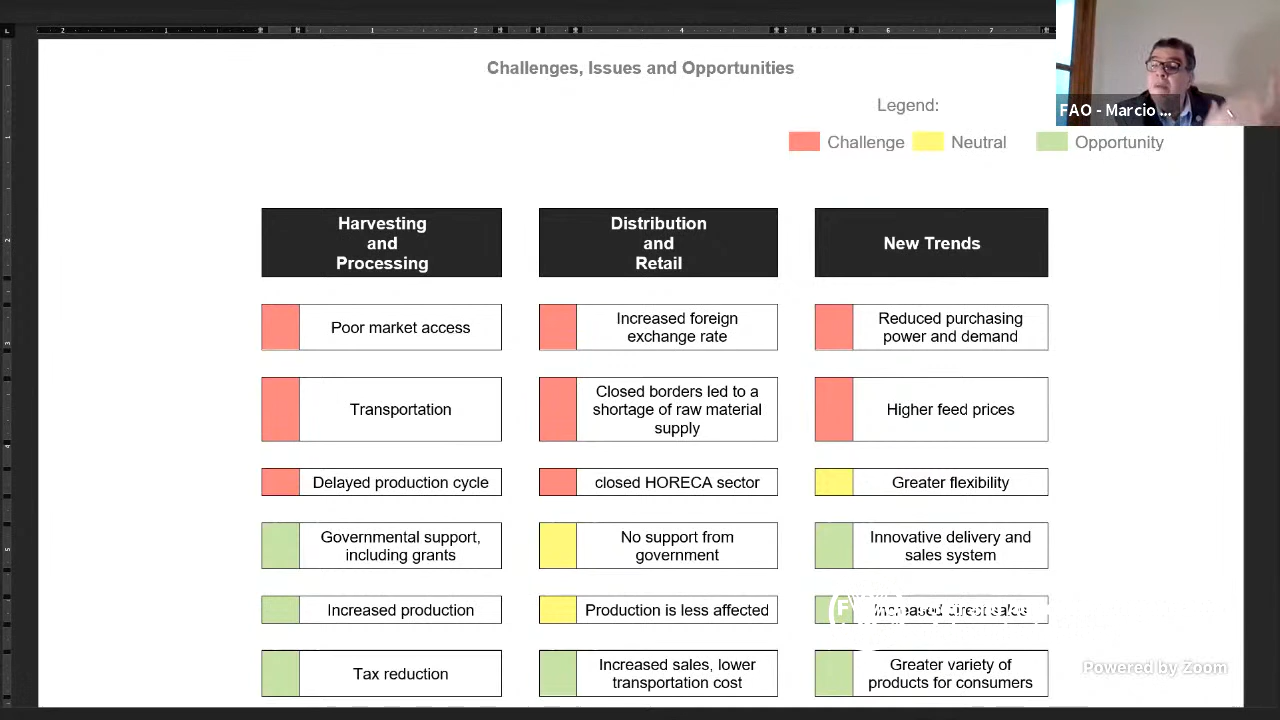 Challenges, Issues and Opportunities
FAO - Marcio ...
Legend:
Challenge
Neutral
Opportunity
Harvesting
and
Processing
Distribution
and
Retail
New Trends
Poor market access
Increased foreign
exchange rate
Reduced purchasing
power and demand
Transportation
Closed borders led to a
shortage of raw material
supply
Higher feed prices
Delayed production cycle
closed HORECA sector
Greater flexibility
Governmental support,
including grants
No support from
government
Innovative delivery and
sales system
Increased production
Production is less affected
Tax reduction
Increased sales, lower
transportation cost
Greater variety of
products for consumers
Powered by Zoom